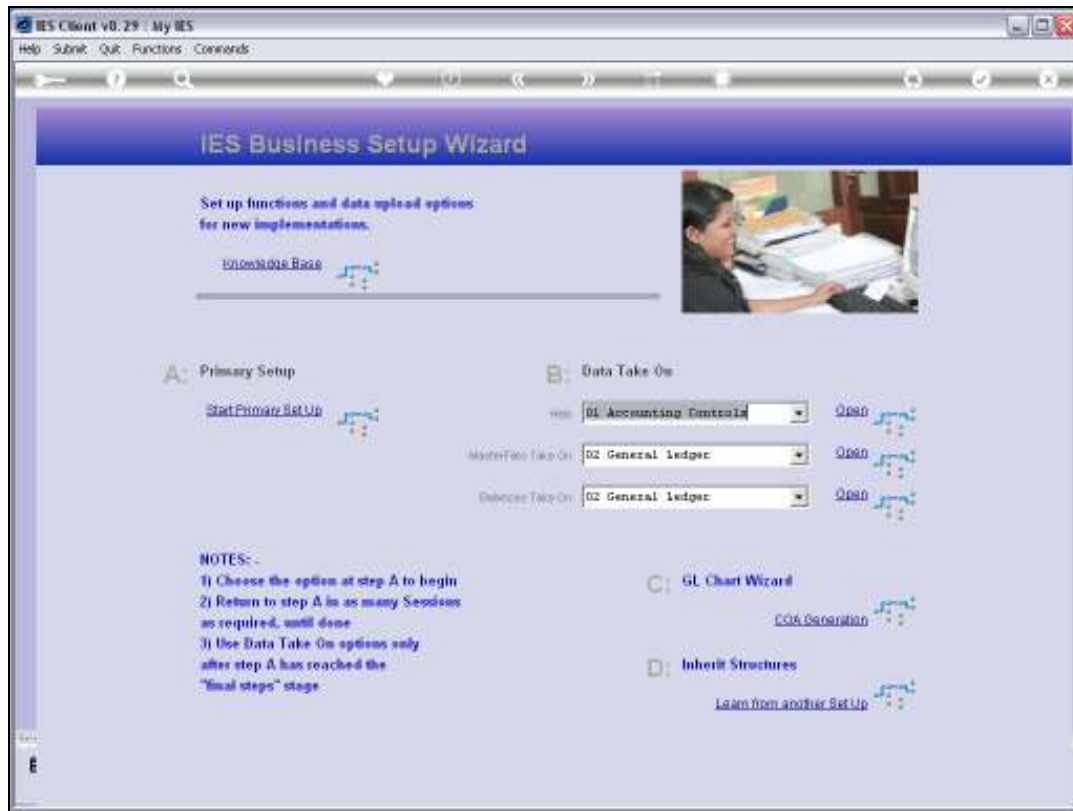 IES Client v8.29 : My IES
Help Submit Quit Functions Commands
IES Business Setup Wizard
Set up functions and data upload options
for new implementations.
Knowledge Base
A: Primary Setup
Start Primary Set Up
B: Data Take On
Help 01 Accounting Controls Open
MasterFiles Take On 02 General Ledger Open
Balances Take On 02 General Ledger Open
NOTES: -
1) Choose the option at step A to begin
2) Return to step A in as many Sessions
as required, until done
3) Use Data Take On options only
after step A has reached the
"final steps" stage
C: GL Chart Wizard
COA Generation
D: Inherit Structures
Learn from another Set Up